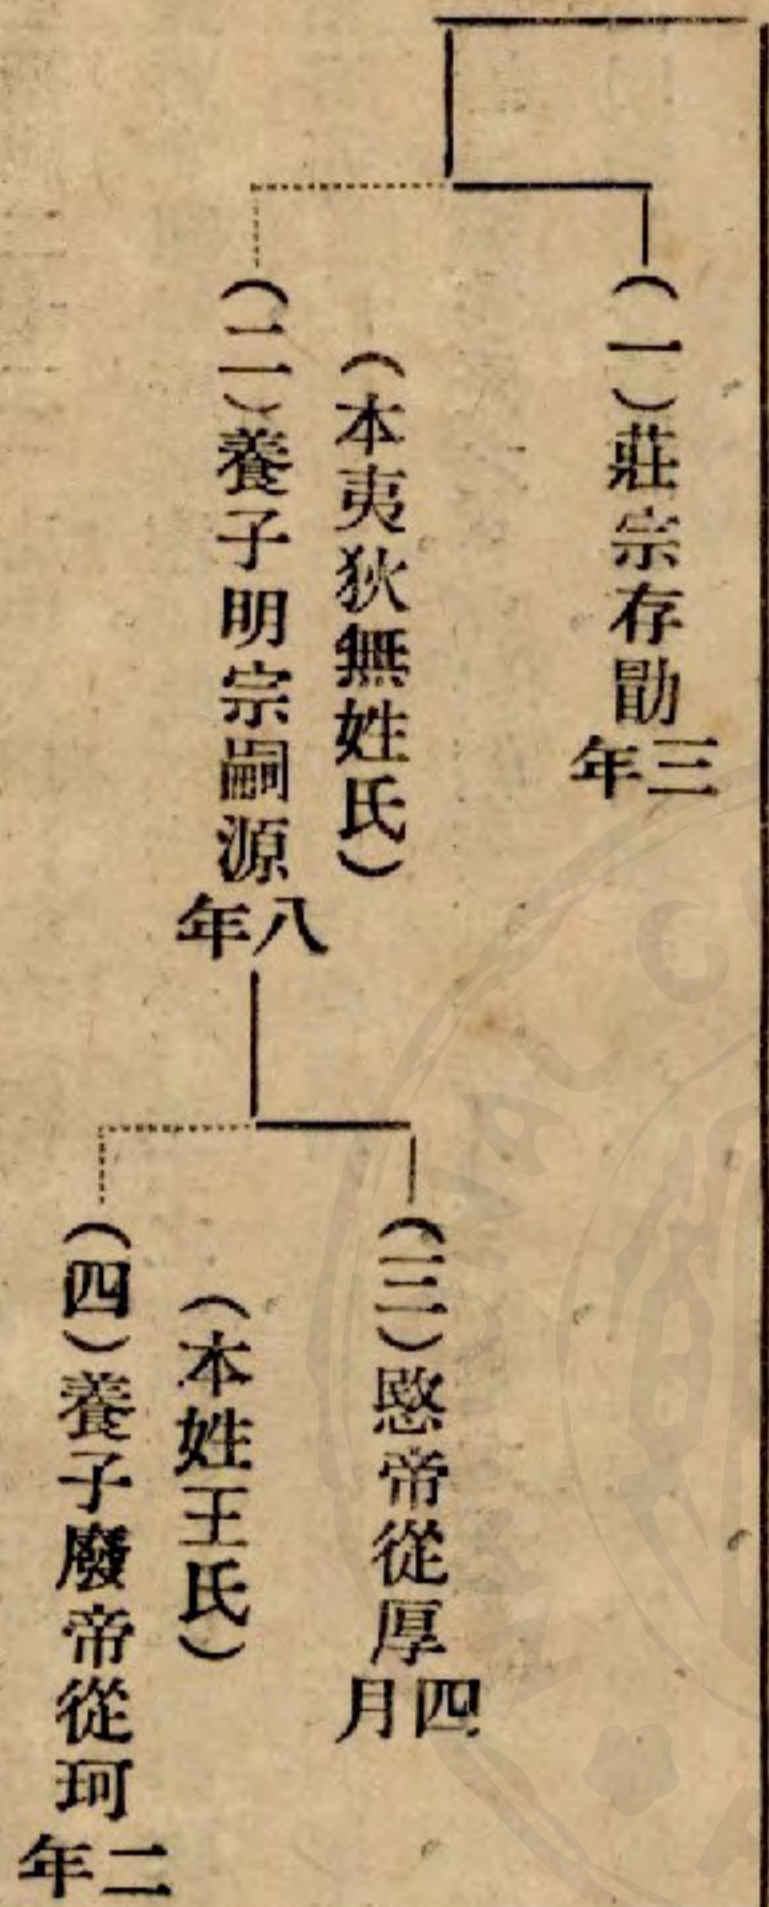 (一)莊宗存勖三年
(本夷狄無姓氏)
(二)養子明宗嗣源八年
(三)愍帝從厚四月
(本姓王氏)
(四)養子廢帝從珂二年